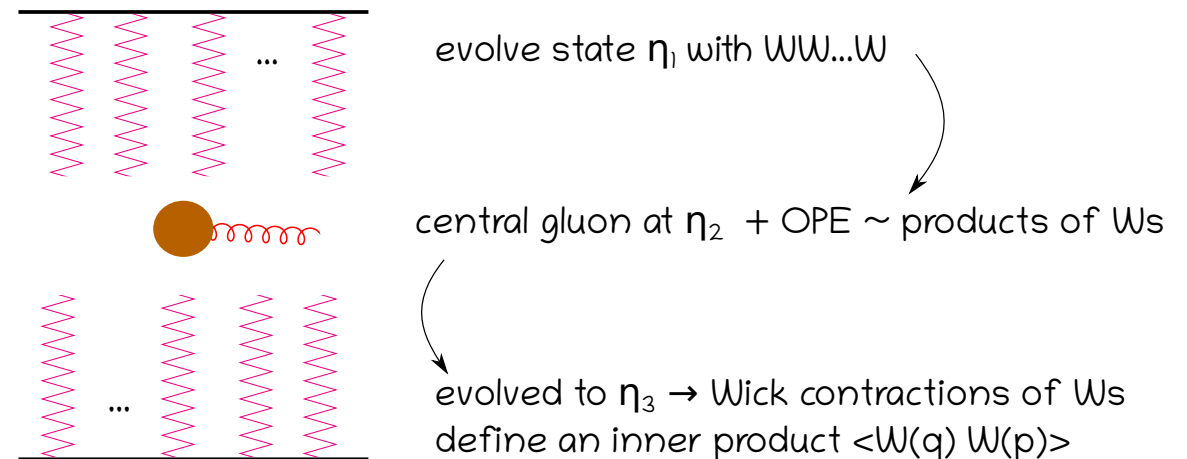 ...
evolve state η₁ with WW...W
central gluon at η₂ + OPE ~ products of Ws
...
evolved to η₃ → Wick contractions of Ws
define an inner product <W(q) W(p)>